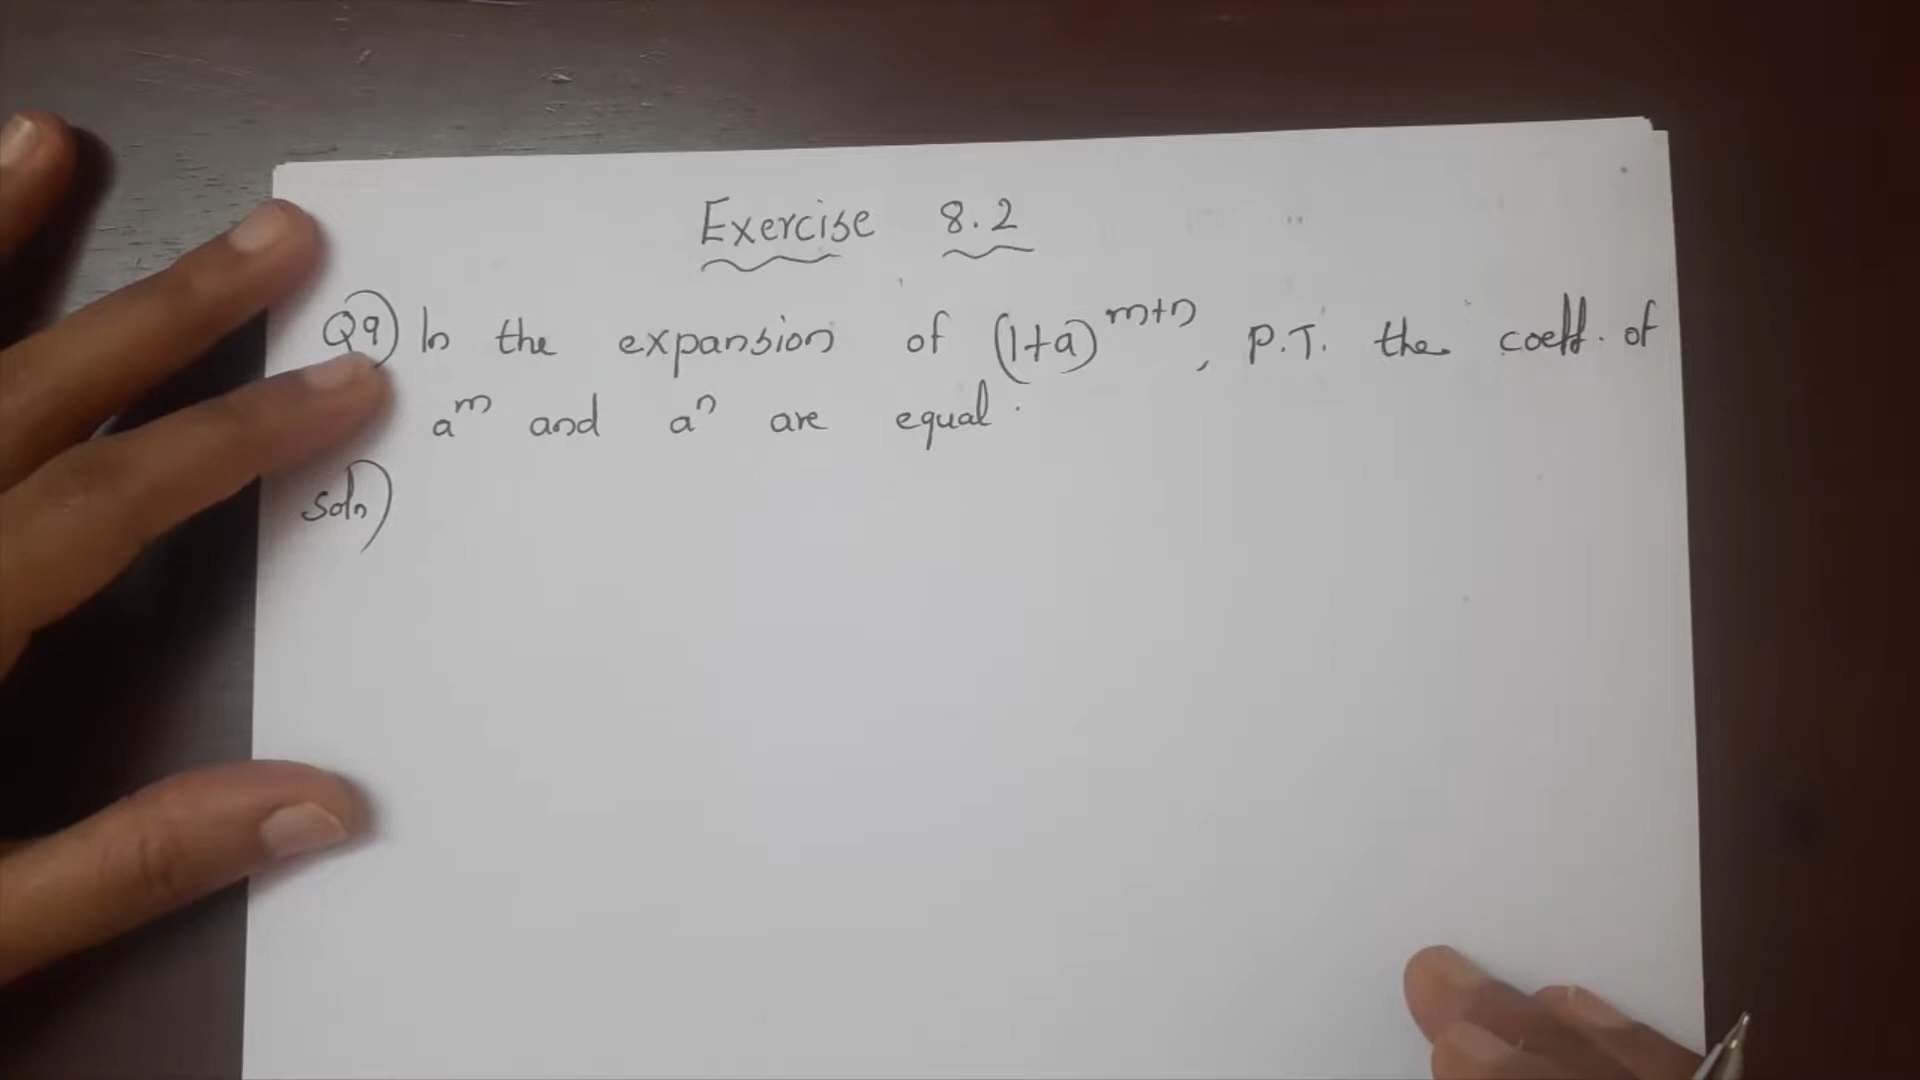 Exercise 8.2
Q9) In the expansion of (1+a)^m+n, P.T. the coeff. of
a^m and a^n are equal.
Soln)